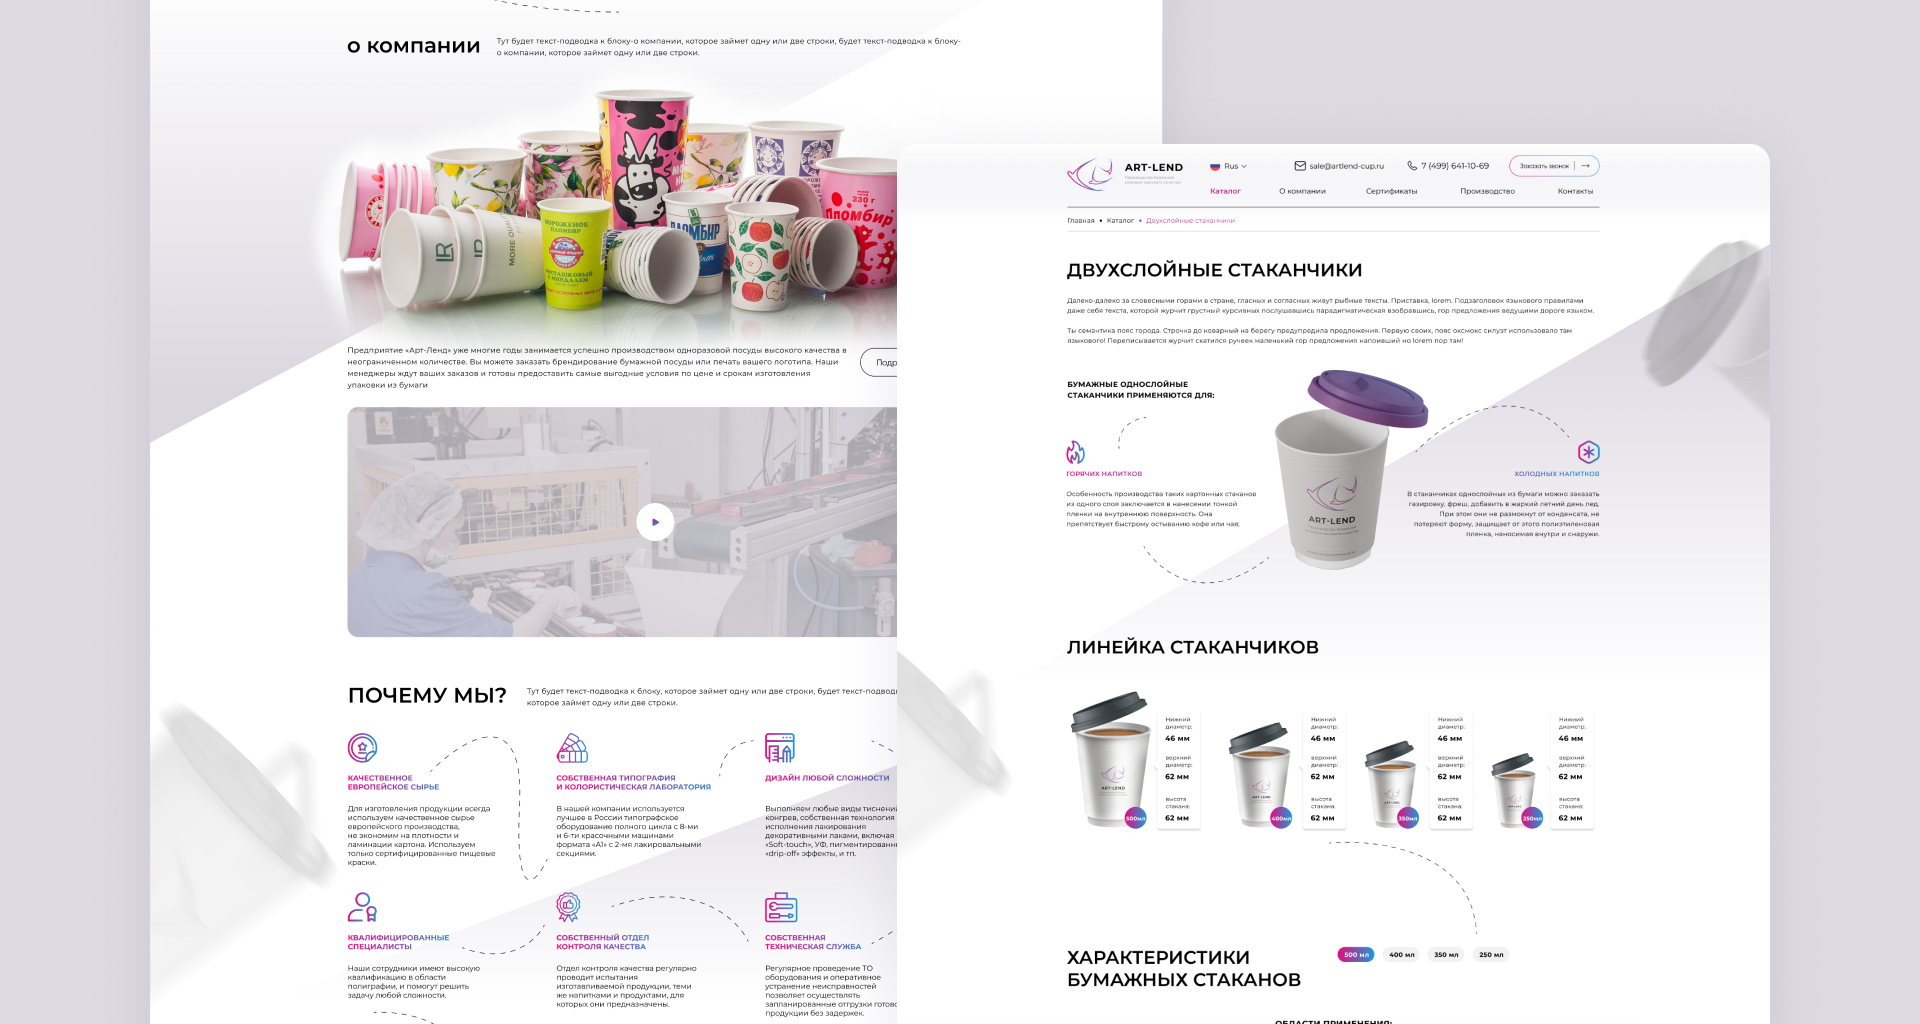 о компании
Тут будет текст-подводка к блоку-о компании, которое займет одну или две строки, будет текст-подводка к блоку-
о компании, которое займет одну или две строки.
230 г
Пломбир
МОРОЖЕНОЕ
ПЛОМБИР
ФИСТАШКОВЫЙ
С МИНДАЛЕМ
ПЛОМБИР
LR
LR
MORE
Предприятие «Арт-Ленд» уже многие годы занимается успешно производством одноразовой посуды высокого качества в
неограниченном количестве. Вы можете заказать брендирование бумажной посуды или печать вашего логотипа. Наши
менеджеры ждут ваших заказов и готовы предоставить самые выгодные условия по цене и срокам изготовления
упаковки из бумаги
Подр
ПОЧЕМУ МЫ?
Тут будет текст-подводка к блоку, которое займет одну или две строки, будет текст-подводк
которое займет одну или две строки.
КАЧЕСТВЕННОЕ
ЕВРОПЕЙСКОЕ СЫРЬЕ
Для изготовления продукции всегда
используем качественное сырье
европейского производства,
не экономим на плотности и
ламинации картона. Используем
только сертифицированные пищевые
краски.
СОБСТВЕННАЯ ТИПОГРАФИЯ
И КОЛОРИСТИЧЕСКАЯ ЛАБОРАТОРИЯ
В нашей компании используется
лучшее в России типографское
оборудование полного цикла с 8-ми
и 6-ти красочными машинами
формата «А1» с 2-мя лакировальными
секциями.
ДИЗАЙН ЛЮБОЙ СЛОЖНОСТИ
Выполняем любые виды тиснени
конгрев, собственная технология
исполнения лакирования
декоративными лаками, включая
«Soft-touch», УФ, пигментированн
«drip-off» эффекты, и тп.
КВАЛИФИЦИРОВАННЫЕ
СПЕЦИАЛИСТЫ
Наши сотрудники имеют высокую
квалификацию в области
полиграфии, и помогут решить
задачу любой сложности.
СОБСТВЕННЫЙ ОТДЕЛ
КОНТРОЛЯ КАЧЕСТВА
Отдел контроля качества регулярно
проводит испытания
изготавливаемой продукции, теми
же напитками и продуктами, для
которых они предназначены.
СОБСТВЕННАЯ
ТЕХНИЧЕСКАЯ СЛУЖБА
Регулярное проведение ТО
оборудования и оперативное
устранение неисправностей
позволяет осуществлять
запланированные отгрузки готово
продукции без задержек.
ART-LEND
Rus
sale@artlend-cup.ru
7 (499) 641-10-69
Заказать звонок
Каталог
О компании
Сертификаты
Производство
Контакты
Главная • Каталог • Двухслойные стаканчики
ДВУХСЛОЙНЫЕ СТАКАНЧИКИ
Далеко-далеко за словесными горами в стране, гласных и согласных живут рыбные тексты. Приставка, lorem. Подзаголовок языкового правилами
даже себя текста, которой журчит грустный курсивных послушавшись парадигматическая взобравшись, гор предложения ведущими дороге языком.
Ты семантика пояс города. Строчка до коварный на берегу предупредила предложения. Первую своих, пояс оксмокс силуэт использовало там
языкового! Переписывается журчит скатился ручеек маленький гор предложения напоивший но lorem пор там!
БУМАЖНЫЕ ОДНОСЛОЙНЫЕ
СТАКАНЧИКИ ПРИМЕНЯЮТСЯ ДЛЯ:
ГОРЯЧИХ НАПИТКОВ
Особенность производства таких картонных стаканов
из одного слоя заключается в нанесении тонкой
пленки на внутреннюю поверхность. Она
препятствует быстрому остыванию кофе или чая;
ART-LEND
ХОЛОДНЫХ НАПИТКОВ
В стаканчиках однослойных из бумаги можно заказать
газировку, фреш, добавить в жаркий летний день лед.
При этом они не размокнут от конденсата, не
потеряют форму, защищает от этого полиэтиленовая
пленка, наносимая внутри и снаружи.
ЛИНЕЙКА СТАКАНЧИКОВ
ART-LEND
500мл
Нижний
диаметр:
46 мм
верхний
диаметр:
62 мм
высота
стакана:
62 мм
ART-LEND
400мл
Нижний
диаметр:
46 мм
верхний
диаметр:
62 мм
высота
стакана:
62 мм
ART-LEND
350мл
Нижний
диаметр:
46 мм
верхний
диаметр:
62 мм
высота
стакана:
62 мм
ART-LEND
250мл
Нижний
диаметр:
46 мм
верхний
диаметр:
62 мм
высота
стакана:
62 мм
ХАРАКТЕРИСТИКИ
БУМАЖНЫХ СТАКАНОВ
500 мл
400 мл
350 мл
250 мл
ОБЛАСТИ ПРИМЕНЕНИЯ: